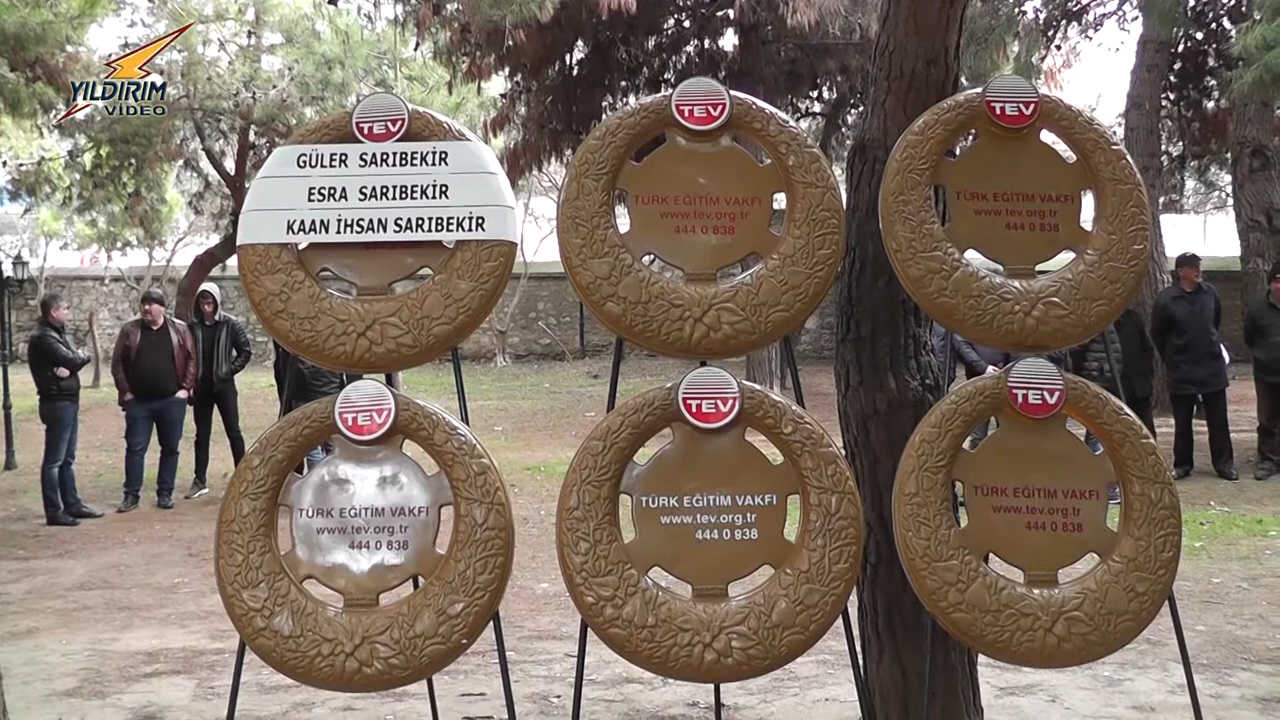 YILDIRIM
VİDEO
TEV
GÜLER SARIBEKİR
ESRA SARIBEKİR
KAAN İHSAN SARIBEKİR
TEV
TÜRK EĞİTİM VAKFI
www.tev.org.tr
444 0 838
TEV
TÜRK EĞİTİM VAKFI
www.tev.org.tr
444 0 838
TEV
TÜRK EĞİTİM VAKFI
www.tev.org.tr
444 0 838
TEV
TÜRK EĞİTİM VAKFI
www.tev.org.tr
444 0 838
TEV
TÜRK EĞİTİM VAKFI
www.tev.org.tr
444 0 838